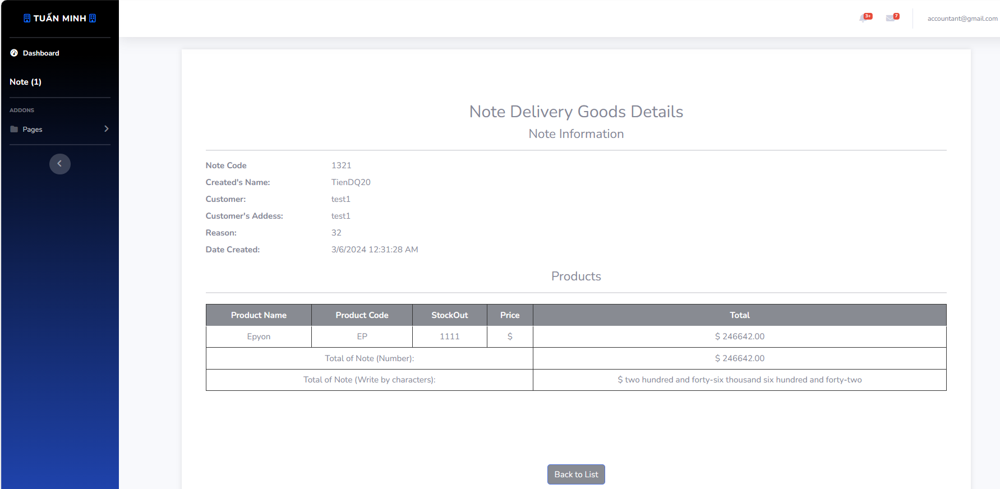 TUẤN MINH
3+
7
accountant@gmail.com
Dashboard
Note (1)
ADDONS
Pages
Note Delivery Goods Details
Note Information
Note Code 1321
Created's Name: TienDQ20
Customer: test1
Customer's Addess: test1
Reason: 32
Date Created: 3/6/2024 12:31:28 AM
Products
Product Name Product Code StockOut Price Total
Epyon EP 1111 $ $ 246642.00
Total of Note (Number): $ 246642.00
Total of Note (Write by characters): $ two hundred and forty-six thousand six hundred and forty-two
Back to List